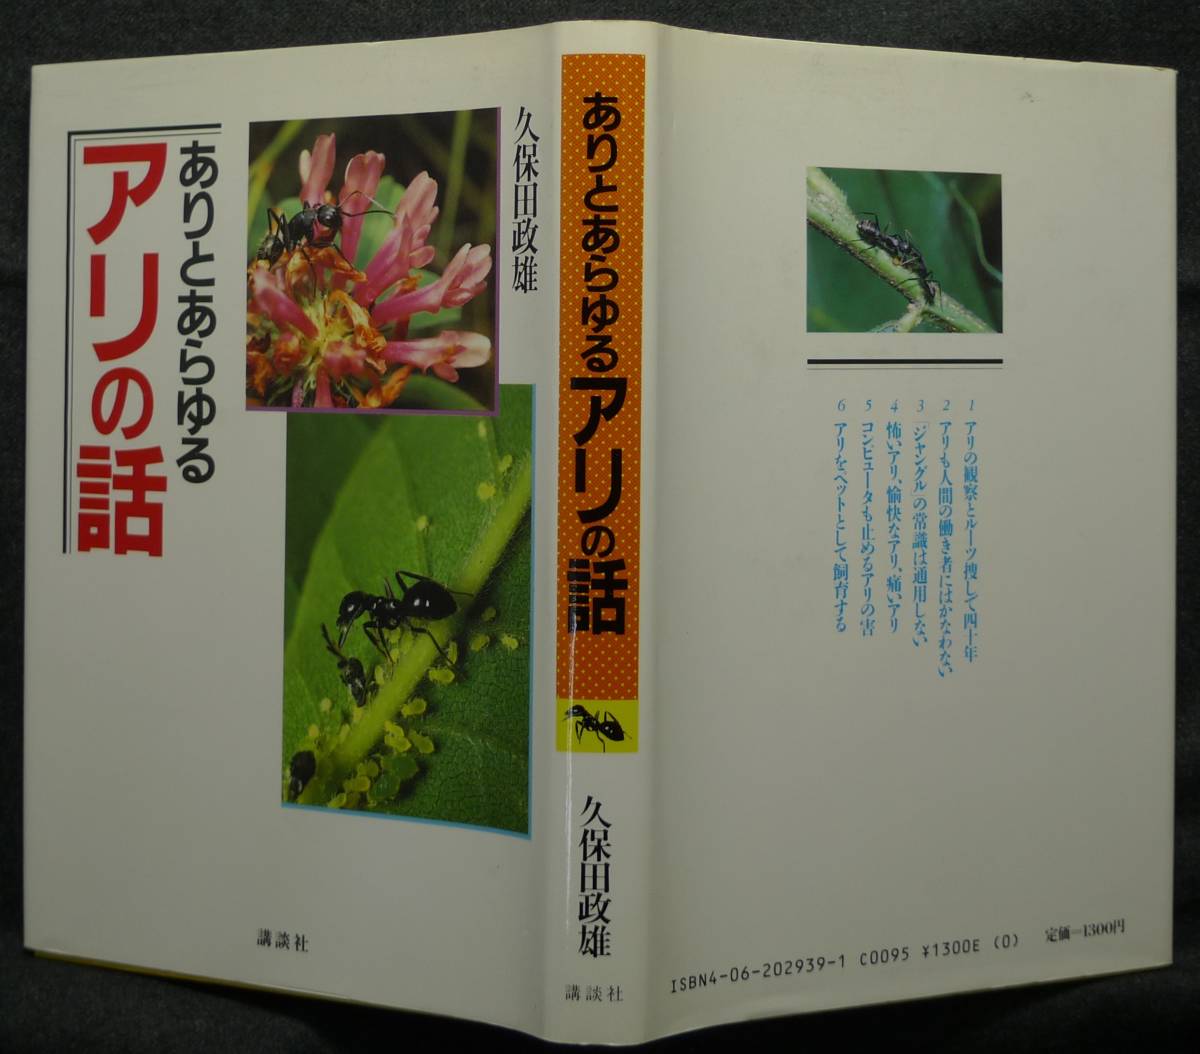 ありとあらゆる
アリの話
久保田政雄
講談社
ありとあらゆるアリの話
久保田政雄
講談社
1 アリの観察とルーツ捜して四十年
2 アリも人間の働き者にはかなわない
3 「ジャングル」の常識は通用しない
4 怖いアリ、愉快なアリ、痛いアリ
5 コンピュータも止めるアリの害
6 アリをペットとして飼育する
ISBN4-06-202939-1 C0095 ¥1300E (0)
定価=1300円